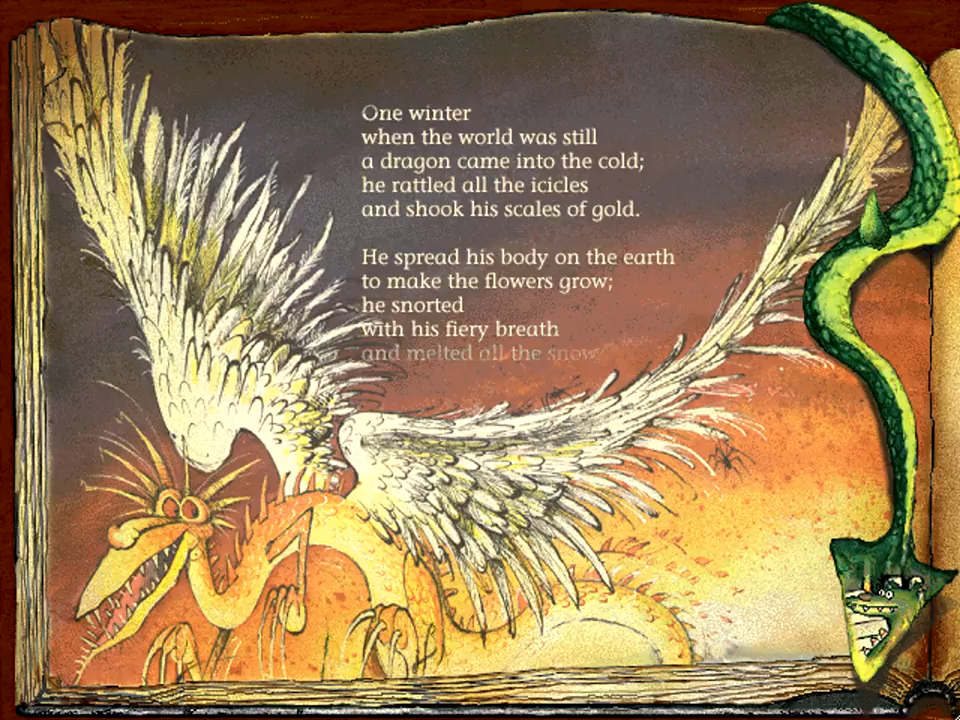 One winter
when the world was still
a dragon came into the cold;
he rattled all the icicles
and shook his scales of gold.
He spread his body on the earth
to make the flowers grow;
he snorted
with his fiery breath
and melted all the snow.